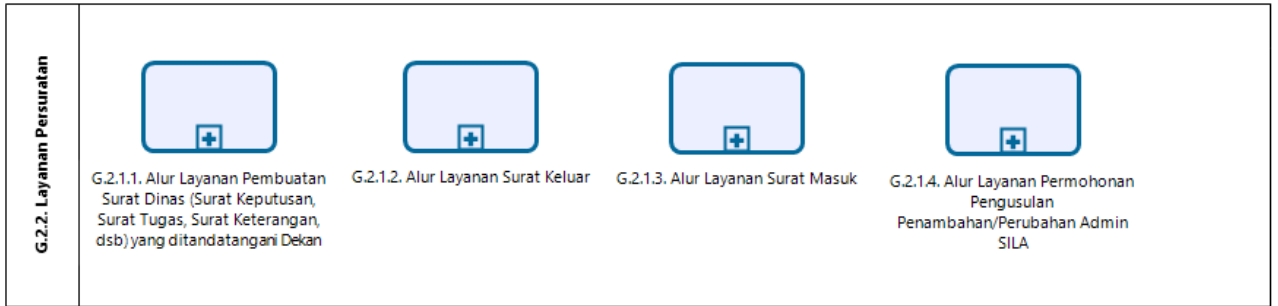 G.2.2. Layanan Persuratan
G.2.1.1. Alur Layanan Pembuatan
Surat Dinas (Surat Keputusan,
Surat Tugas, Surat Keterangan,
dsb) yang ditandatangani Dekan
G.2.1.2. Alur Layanan Surat Keluar
G.2.1.3. Alur Layanan Surat Masuk
G.2.1.4. Alur Layanan Permohonan
Pengusulan
Penambahan/Perubahan Admin
SILA